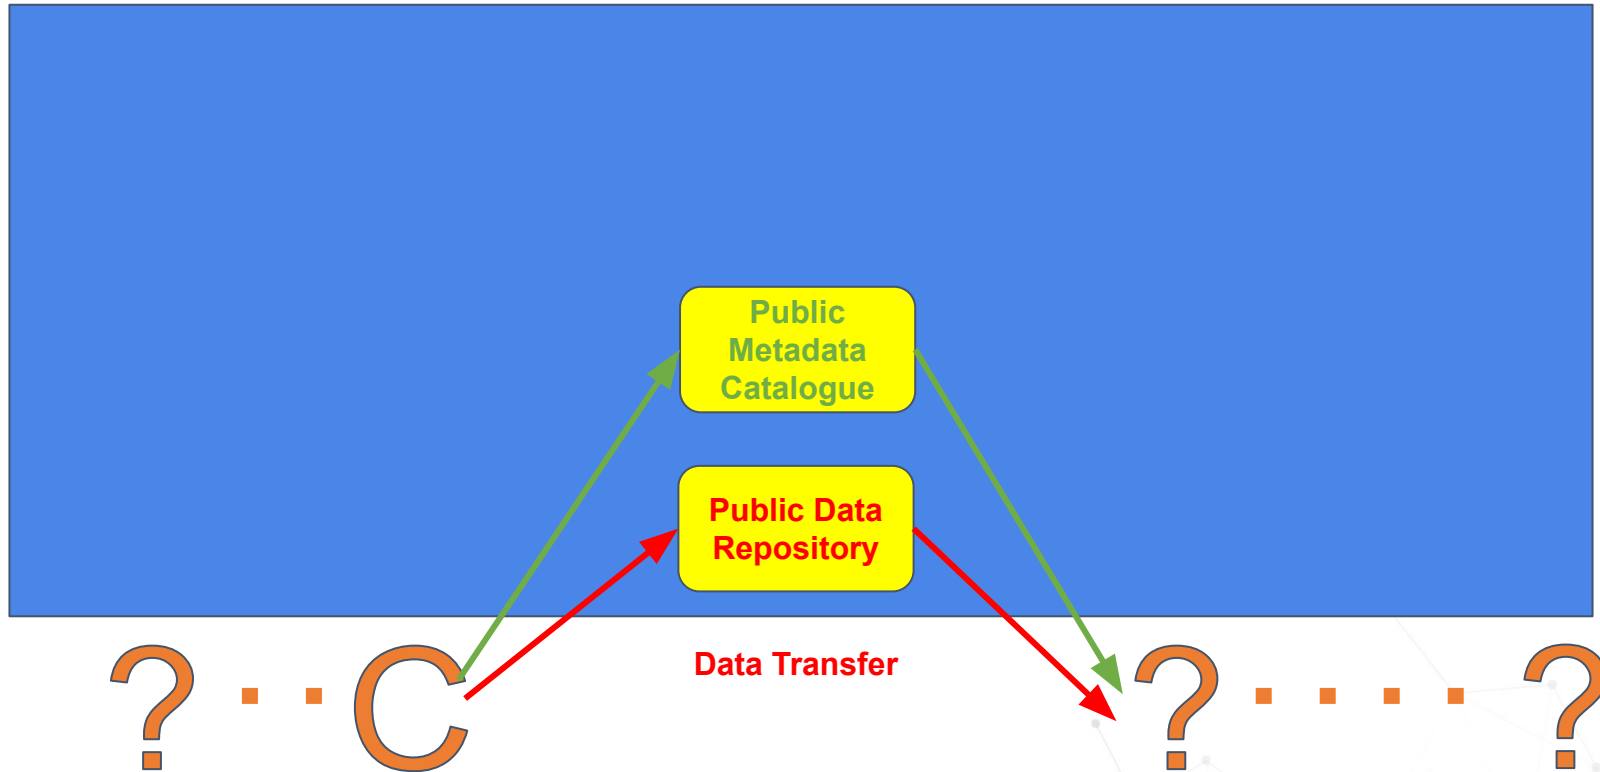 Public
Metadata
Catalogue
Public Data
Repository
Data Transfer
? ▪ ▪ C ? ▪ ▪ ▪ ▪ ?